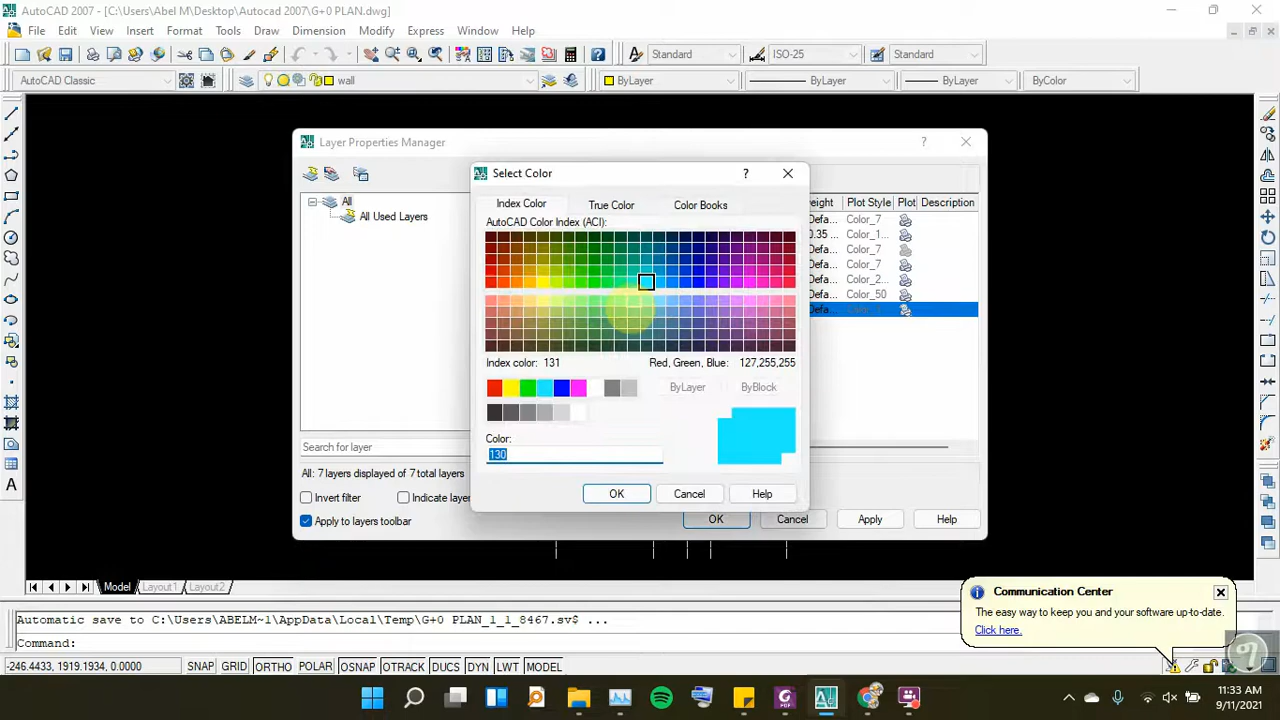 AutoCAD 2007 - [C:\Users\Abel M\Desktop\Autocad 2007\G+0 PLAN.dwg]
File Edit View Insert Format Tools Draw Dimension Modify Express Window Help
Standard ISO-25 Standard
AutoCAD Classic wall ByLayer ByLayer ByLayer ByColor
Layer Properties Manager ?
Select Color ?
All
All Used Layers
Index Color True Color Color Books
AutoCAD Color Index (ACI):
Index color: 131 Red, Green, Blue: 127,255,255
ByLayer ByBlock
Color:
130
OK Cancel Help
eight Plot Style Plot Description
Defa... Color_7
0.35 ... Color_1...
Defa... Color_7
Defa... Color_7
Defa... Color_2...
Defa... Color_50
Defa...
Search for layer
All: 7 layers displayed of 7 total layers
Invert filter Indicate layer
Apply to layers toolbar
OK Cancel Apply Help
Model Layout1 Layout2
Automatic save to C:\Users\ABELM~1\AppData\Local\Temp\G+0 PLAN_1_1_8467.sv$ ...
Command:
Communication Center
The easy way to keep you and your software up-to-date.
Click here.
-246.4433, 1919.1934, 0.0000 SNAP GRID ORTHO POLAR OSNAP OTRACK DUCS DYN LWT MODEL
11:33 AM
9/11/2021